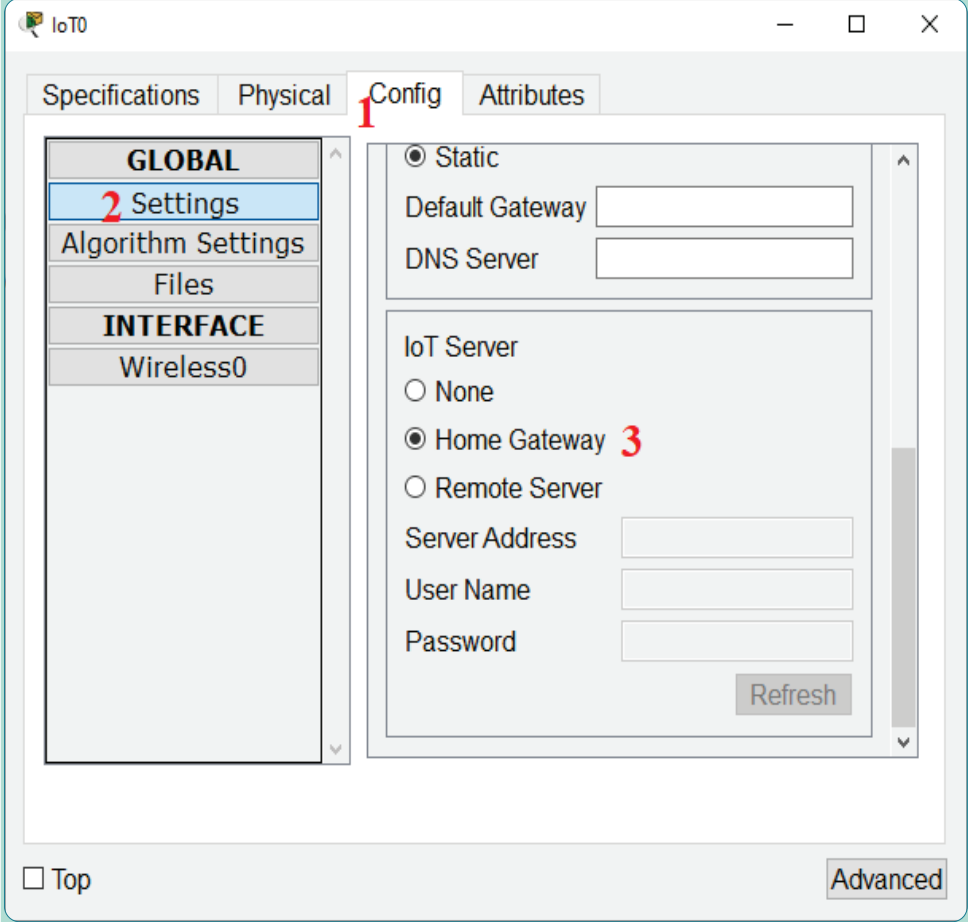 IoT0
Specifications Physical Config Attributes
1
GLOBAL
2 Settings
Algorithm Settings
Files
INTERFACE
Wireless0
Static
Default Gateway
DNS Server
IoT Server
None
Home Gateway 3
Remote Server
Server Address
User Name
Password
Refresh
Top
Advanced